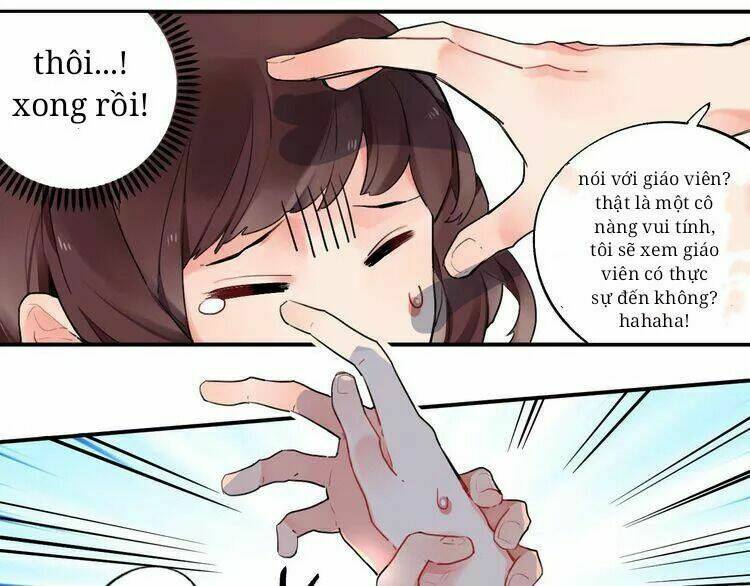 thôi...!
xong rồi!
nói với giáo viên?
thật là một cô
nàng vui tính,
tôi sẽ xem giáo
viên có thực
sự đến không?
hahaha!